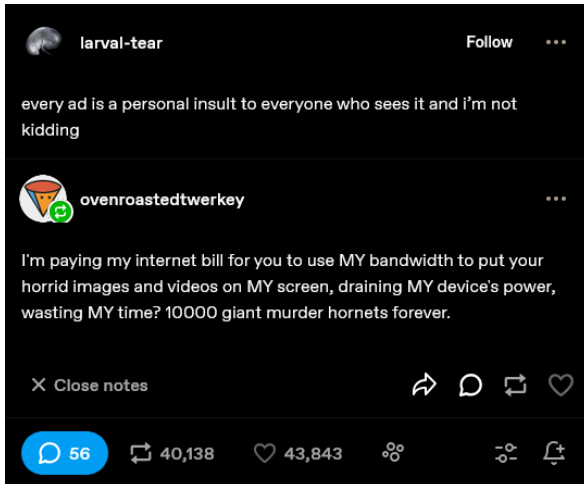 larval-tear
Follow
every ad is a personal insult to everyone who sees it and i’m not
kidding
ovenroastedtwerkey
I'm paying my internet bill for you to use MY bandwidth to put your
horrid images and videos on MY screen, draining MY device's power,
wasting MY time? 10000 giant murder hornets forever.
Close notes
56
40,138
43,843